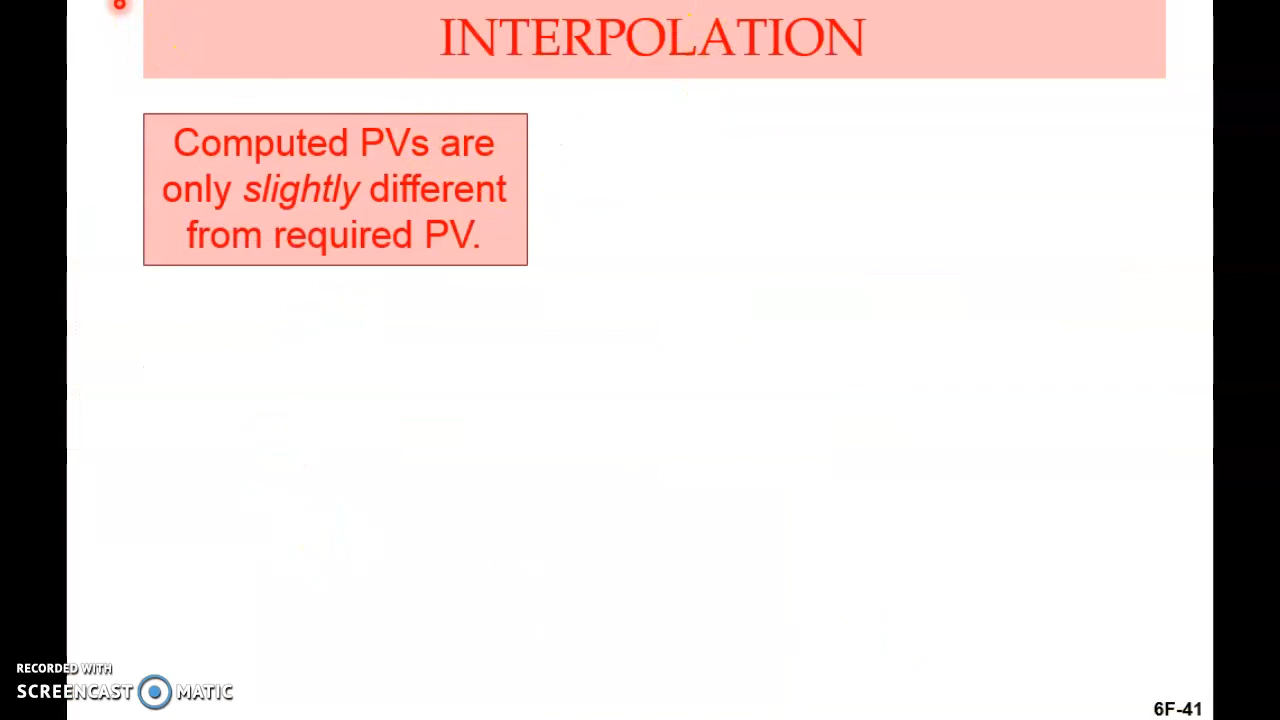 INTERPOLATION
Computed PVs are
only slightly different
from required PV.
RECORDED WITH
SCREENCAST MATIC
6F-41